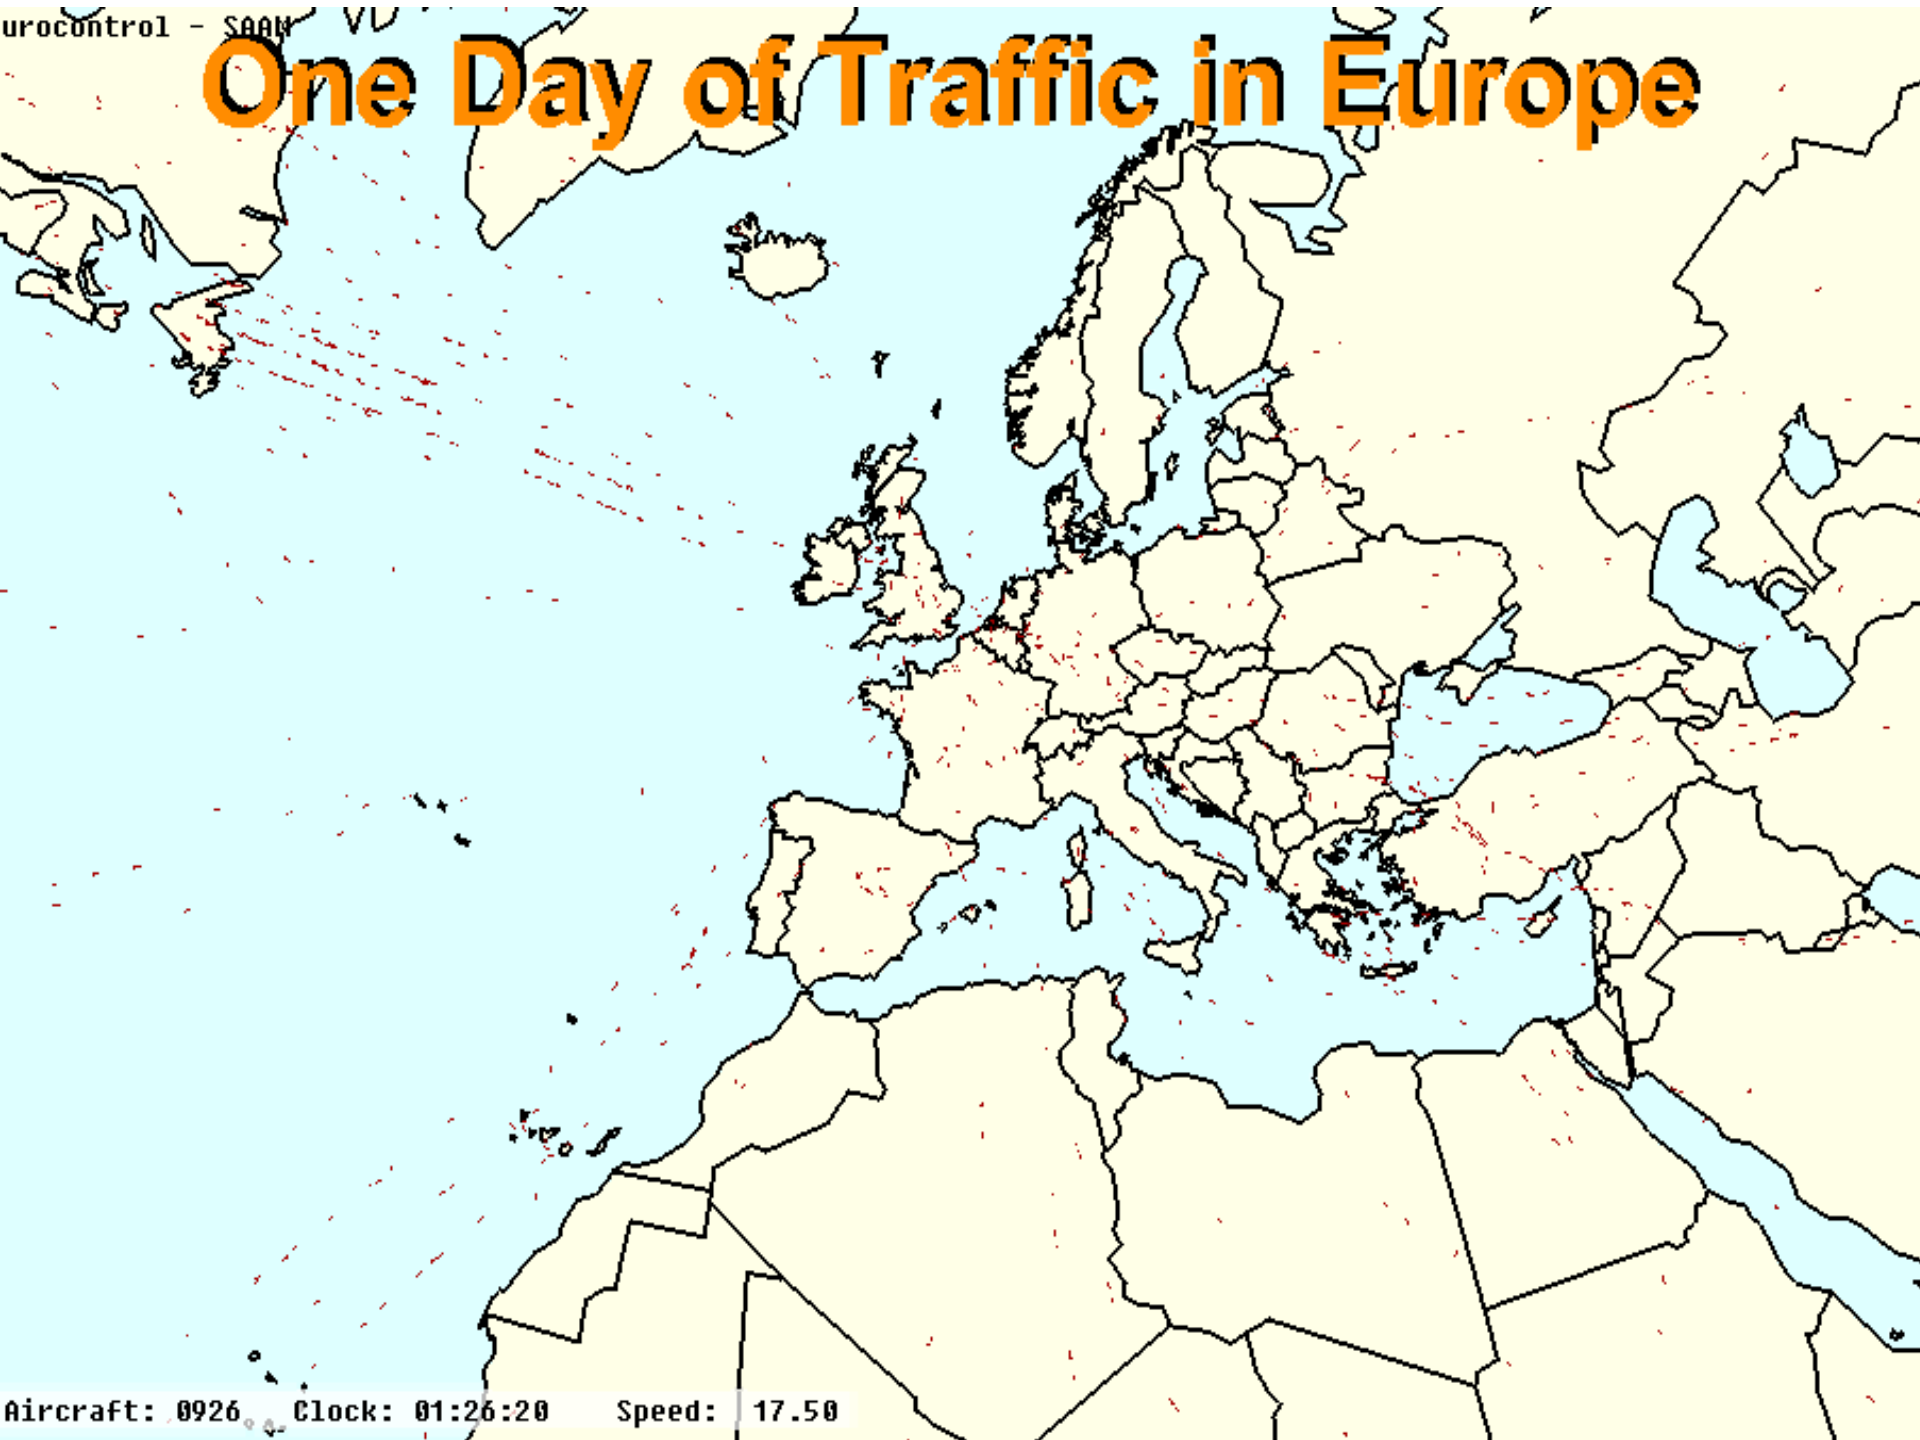 urocontrol - SAAM
One Day of Traffic in Europe
Aircraft: 0926 Clock: 01:26:20 Speed: 17.50